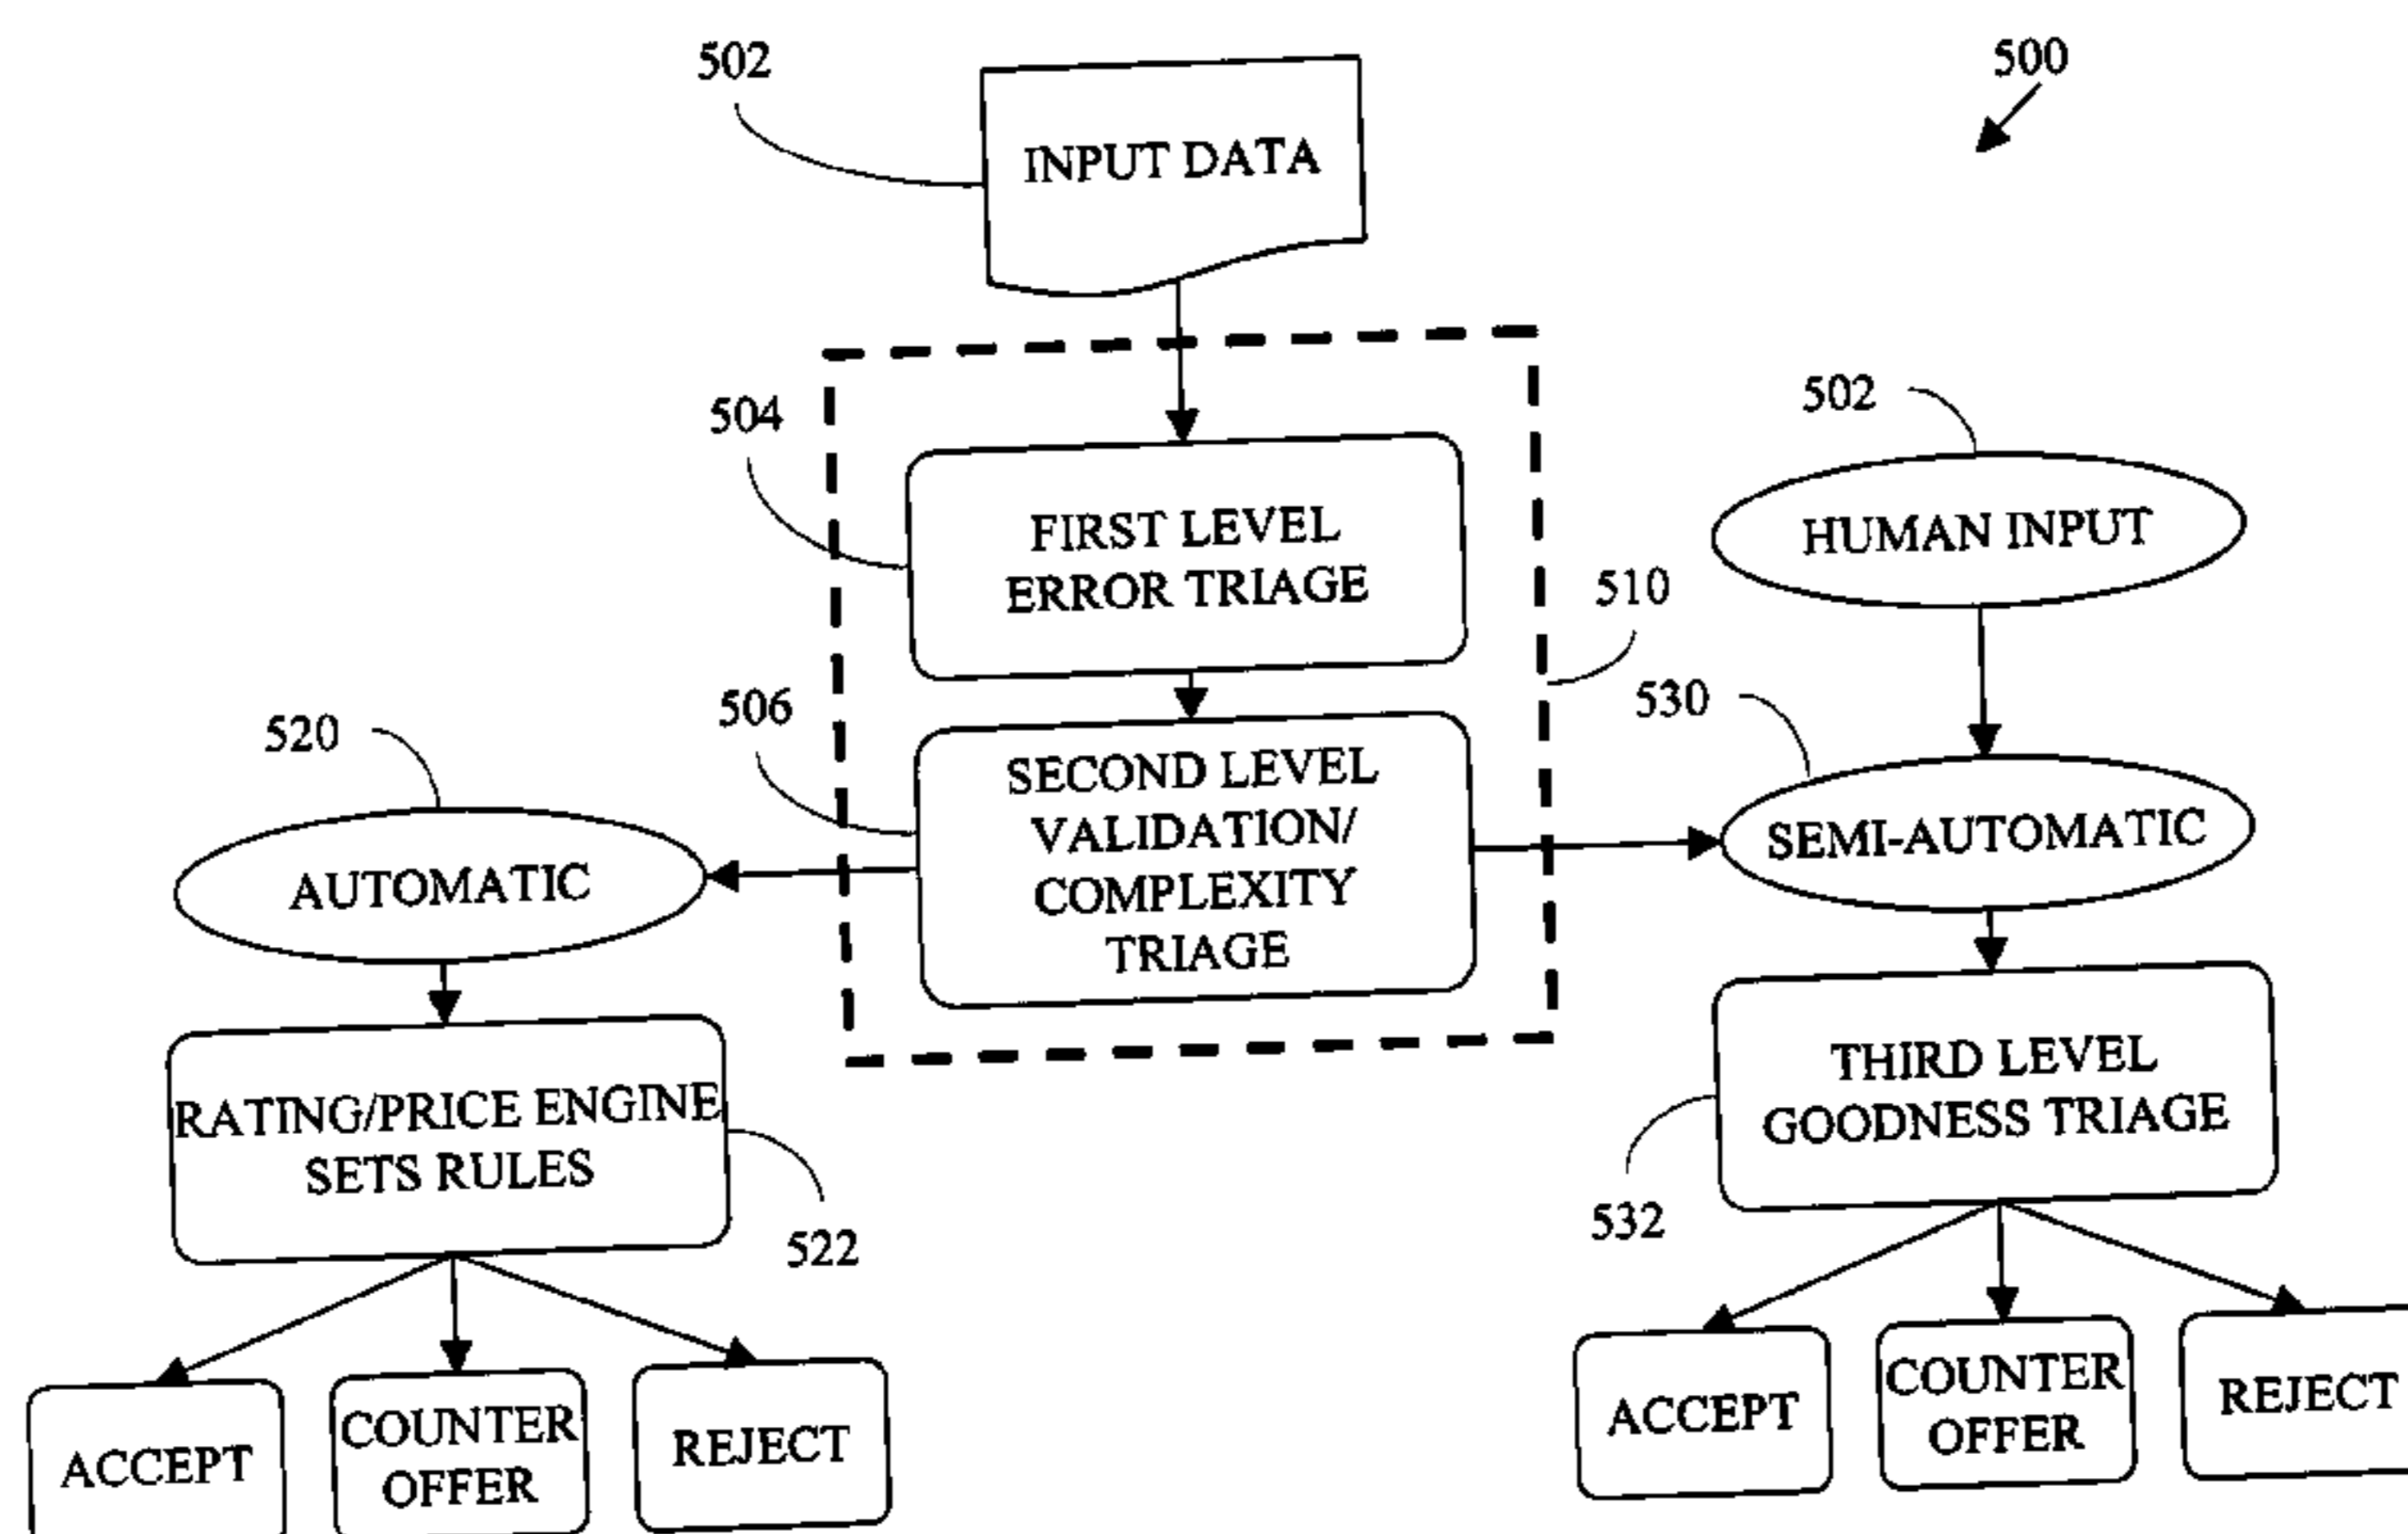 502
INPUT DATA
500
504
FIRST LEVEL
ERROR TRIAGE
502
HUMAN INPUT
510
506
SECOND LEVEL
VALIDATION/
COMPLEXITY
TRIAGE
520
AUTOMATIC
530
SEMI-AUTOMATIC
RATING/PRICE ENGINE
SETS RULES
522
THIRD LEVEL
GOODNESS TRIAGE
532
ACCEPT
COUNTER
OFFER
REJECT
ACCEPT
COUNTER
OFFER
REJECT